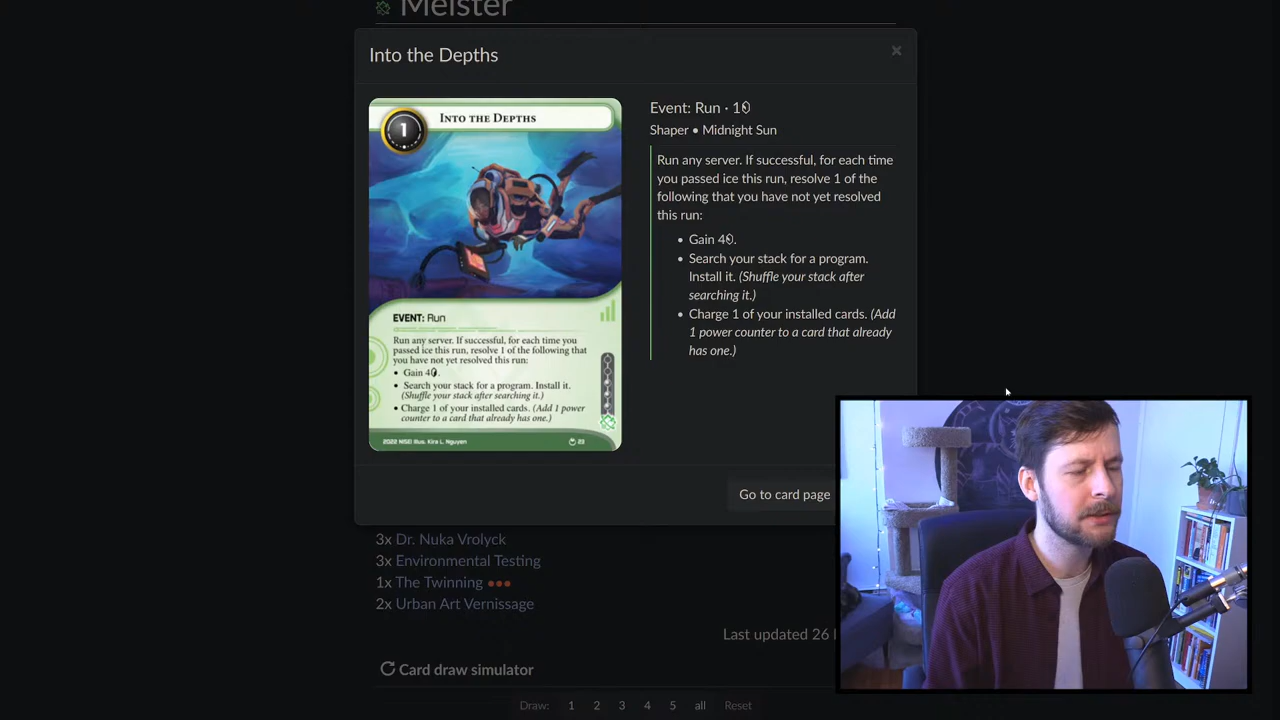 Meister
Into the Depths
×
1
INTO THE DEPTHS
EVENT: Run
Run any server. If successful, for each time
you passed ice this run, resolve 1 of the
following that you have not yet resolved
this run:
• Gain 4
• Search your stack for a program. Install it.
(Shuffle your stack after searching it.)
• Charge 1 of your installed cards. (Add 1 power
counter to a card that already has one.)
2022 NISEI Illus. Kira L. Nguyen
23
Event: Run · 1
Shaper • Midnight Sun
Run any server. If successful, for each time
you passed ice this run, resolve 1 of the
following that you have not yet resolved
this run:
• Gain 4.
• Search your stack for a program.
Install it. (Shuffle your stack after
searching it.)
• Charge 1 of your installed cards. (Add
1 power counter to a card that already
has one.)
Go to card page
3x Dr. Nuka Vrolyck
3x Environmental Testing
1x The Twinning •••
2x Urban Art Vernissage
Last updated 26
Card draw simulator
Draw: 1 2 3 4 5 all Reset